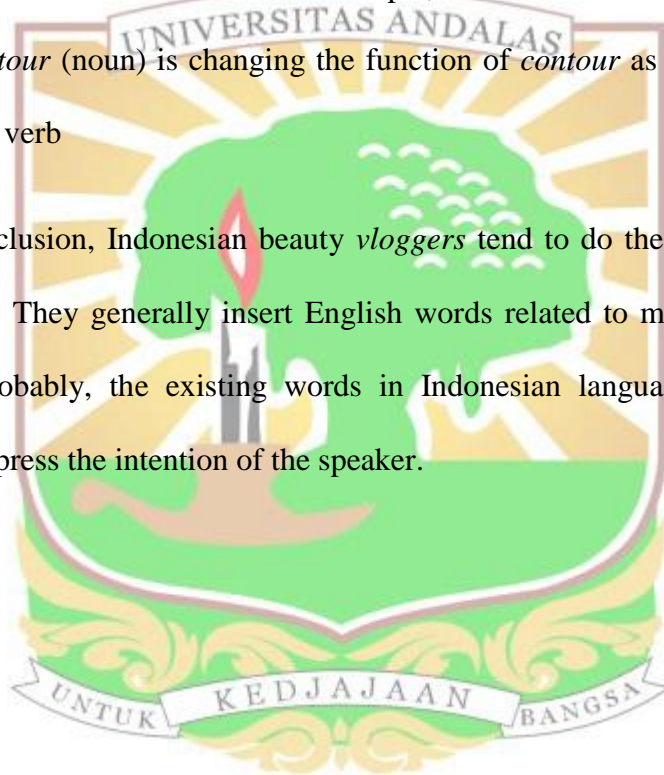 UNIVERSITAS ANDALAS
tour (noun) is changing the function of contour as
verb
clusion, Indonesian beauty vloggers tend to do the
They generally insert English words related to m
obably, the existing words in Indonesian langua
press the intention of the speaker.
UNTUK KEDJAJAAN BANGSA